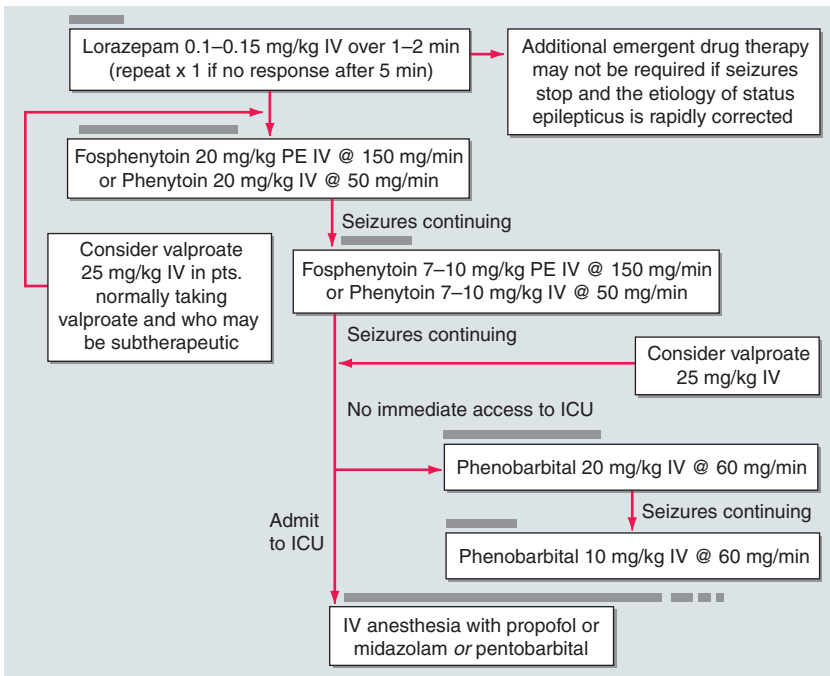 Lorazepam 0.1–0.15 mg/kg IV over 1–2 min
(repeat x 1 if no response after 5 min)
Additional emergent drug therapy
may not be required if seizures
stop and the etiology of status
epilepticus is rapidly corrected
Fosphenytoin 20 mg/kg PE IV @ 150 mg/min
or Phenytoin 20 mg/kg IV @ 50 mg/min
Seizures continuing
Consider valproate
25 mg/kg IV in pts.
normally taking
valproate and who may
be subtherapeutic
Fosphenytoin 7–10 mg/kg PE IV @ 150 mg/min
or Phenytoin 7–10 mg/kg IV @ 50 mg/min
Seizures continuing
Consider valproate
25 mg/kg IV
No immediate access to ICU
Phenobarbital 20 mg/kg IV @ 60 mg/min
Seizures continuing
Admit
to ICU
Phenobarbital 10 mg/kg IV @ 60 mg/min
IV anesthesia with propofol or
midazolam or pentobarbital